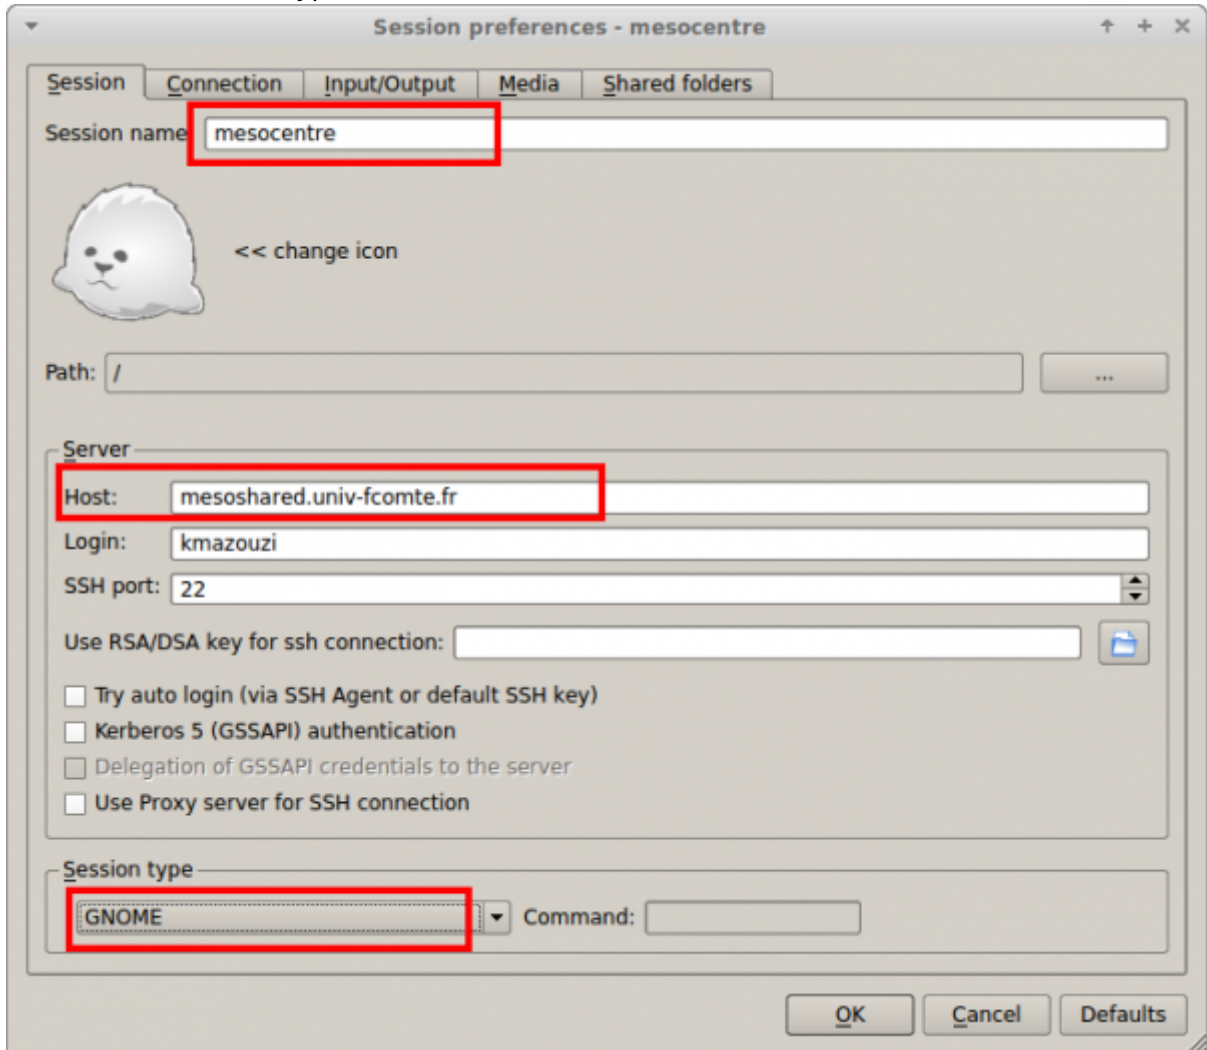 Session preferences - mesocentre
Session Connection Input/Output Media Shared folders
Session name mesocentre
<< change icon
Path: / ...
Server
Host: mesoshared.univ-fcomte.fr
Login: kmazouzi
SSH port: 22
Use RSA/DSA key for ssh connection:
Try auto login (via SSH Agent or default SSH key)
Kerberos 5 (GSSAPI) authentication
Delegation of GSSAPI credentials to the server
Use Proxy server for SSH connection
Session type
GNOME Command:
OK Cancel Defaults